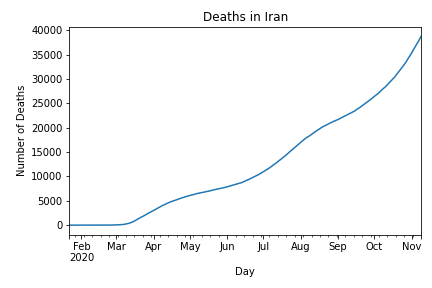 Deaths in Iran
Number of Deaths
40000
35000
30000
25000
20000
15000
10000
5000
0
Feb Mar Apr May Jun Jul Aug Sep Oct Nov
2020
Day